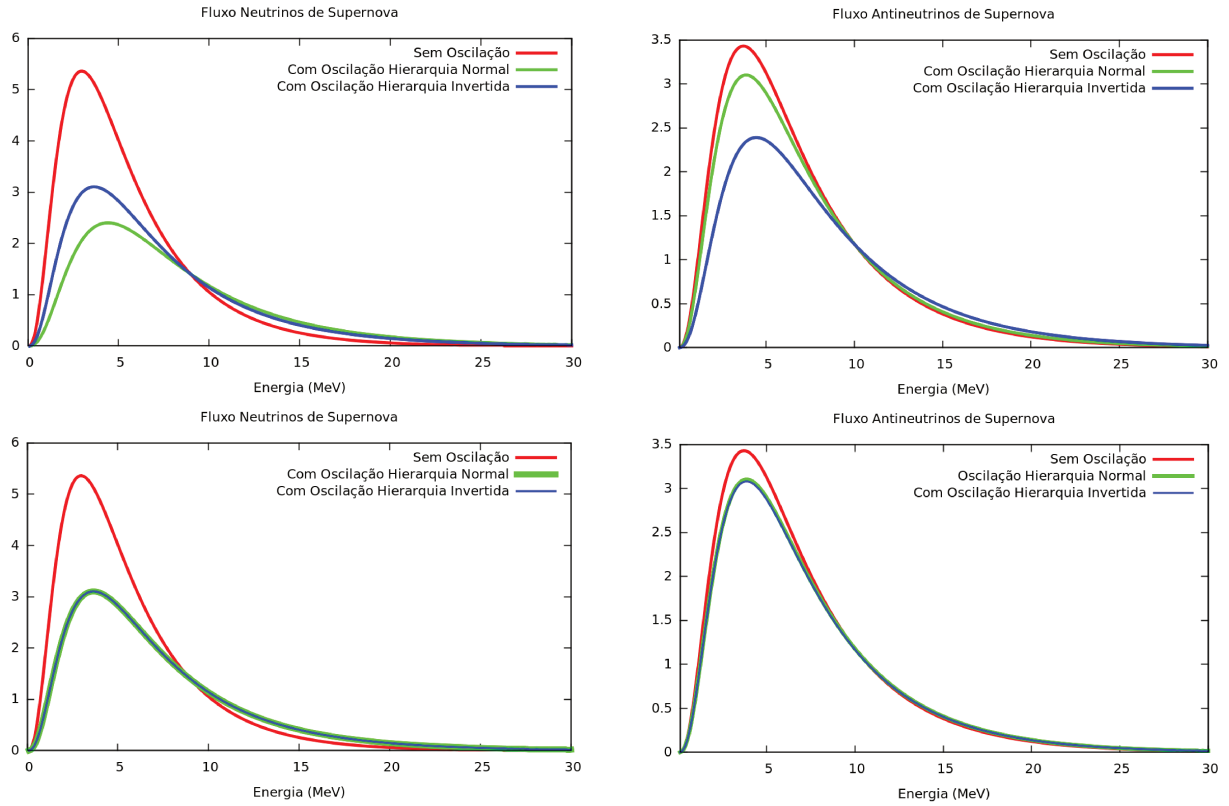 Fluxo Neutrinos de Supernova
6
5
4
3
2
1
0
Sem Oscilação
Com Oscilação Hierarquia Normal
Com Oscilação Hierarquia Invertida
0 5 10 15 20 25 30
Energia (MeV)
Fluxo Antineutrinos de Supernova
3.5
3
2.5
2
1.5
1
0.5
0
Sem Oscilação
Com Oscilação Hierarquia Normal
Com Oscilação Hierarquia Invertida
5 10 15 20 25 30
Energia (MeV)
Fluxo Neutrinos de Supernova
6
5
4
3
2
1
0
Sem Oscilação
Com Oscilação Hierarquia Normal
Com Oscilação Hierarquia Invertida
0 5 10 15 20 25 30
Energia (MeV)
Fluxo Antineutrinos de Supernova
3.5
3
2.5
2
1.5
1
0.5
0
Sem Oscilação
Oscilação Hierarquia Normal
Com Oscilação Hierarquia Invertida
5 10 15 20 25 30
Energia (MeV)